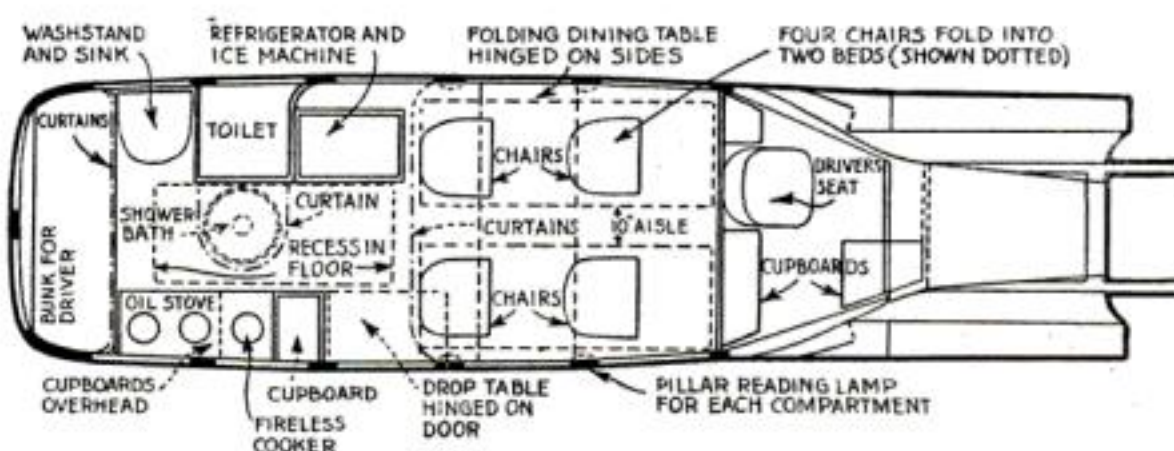 WASHSTAND
AND SINK
REFRIGERATOR AND
ICE MACHINE
FOLDING DINING TABLE
HINGED ON SIDES
FOUR CHAIRS FOLD INTO
TWO BEDS (SHOWN DOTTED)
CURTAINS
TOILET
CHAIRS
DRIVERS
SEAT
SHOWER
BATH
CURTAIN
CURTAINS
10" AISLE
RECESS IN
FLOOR
BUNK FOR
DRIVER
OIL STOVE
CHAIRS
CUPBOARDS
CUPBOARDS
OVERHEAD
FIRELESS
COOKER
CUPBOARD
DROP TABLE
HINGED ON
DOOR
PILLAR READING LAMP
FOR EACH COMPARTMENT